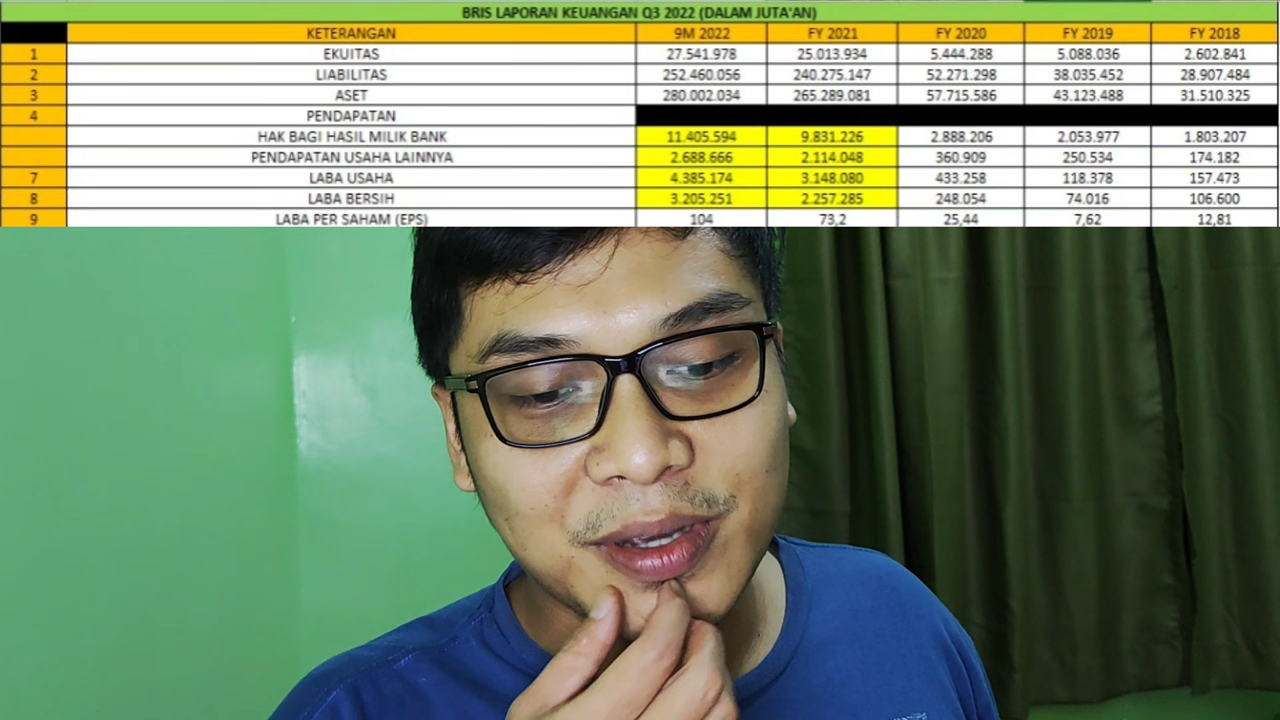 BRIS LAPORAN KEUANGAN Q3 2022 (DALAM JUTA'AN)
KETERANGAN 9M 2022 FY 2021 FY 2020 FY 2019 FY 2018
1 EKUITAS 27.541.978 25.013.934 5.444.288 5.088.036 2.602.841
2 LIABILITAS 252.460.056 240.275.147 52.271.298 38.035.452 28.907.484
3 ASET 280.002.034 265.289.081 57.715.586 43.123.488 31.510.325
4 PENDAPATAN
HAK BAGI HASIL MILIK BANK 11.405.594 9.831.226 2.888.206 2.053.977 1.803.207
PENDAPATAN USAHA LAINNYA 2.688.666 2.114.048 360.909 250.534 174.182
7 LABA USAHA 4.385.174 3.148.080 433.258 118.378 157.473
8 LABA BERSIH 3.205.251 2.257.285 248.054 74.016 106.600
9 LABA PER SAHAM (EPS) 104 73,2 25,44 7,62 12,81